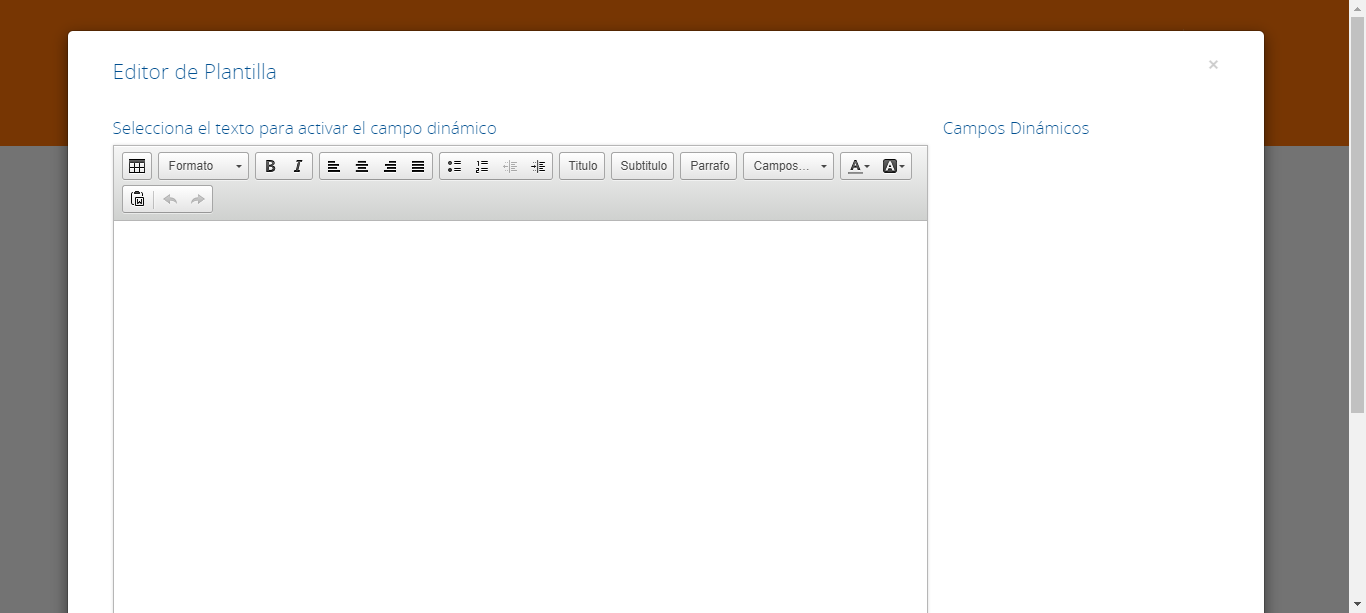 Editor de Plantilla
×
Selecciona el texto para activar el campo dinámico
Campos Dinámicos
Formato B I Titulo Subtitulo Parrafo Campos... A A